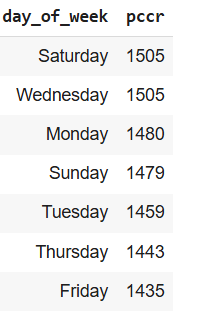 day_of_week pccr
Saturday 1505
Wednesday 1505
Monday 1480
Sunday 1479
Tuesday 1459
Thursday 1443
Friday 1435